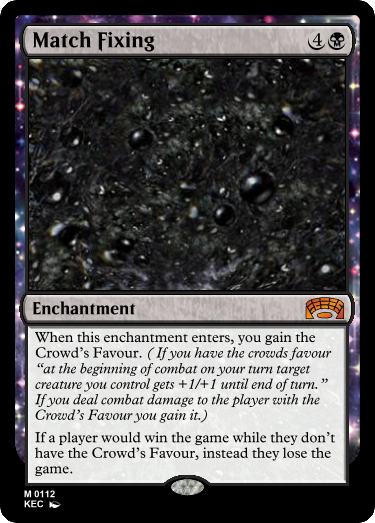 Match Fixing 4
Enchantment
When this enchantment enters, you gain the
Crowd's Favour. ( If you have the crowds favour
"at the beginning of combat on your turn target
creature you control gets +1/+1 until end of turn."
If you deal combat damage to the player with the
Crowd's Favour you gain it.)
If a player would win the game while they don't
have the Crowd's Favour, instead they lose the
game.
M 0112
KEC